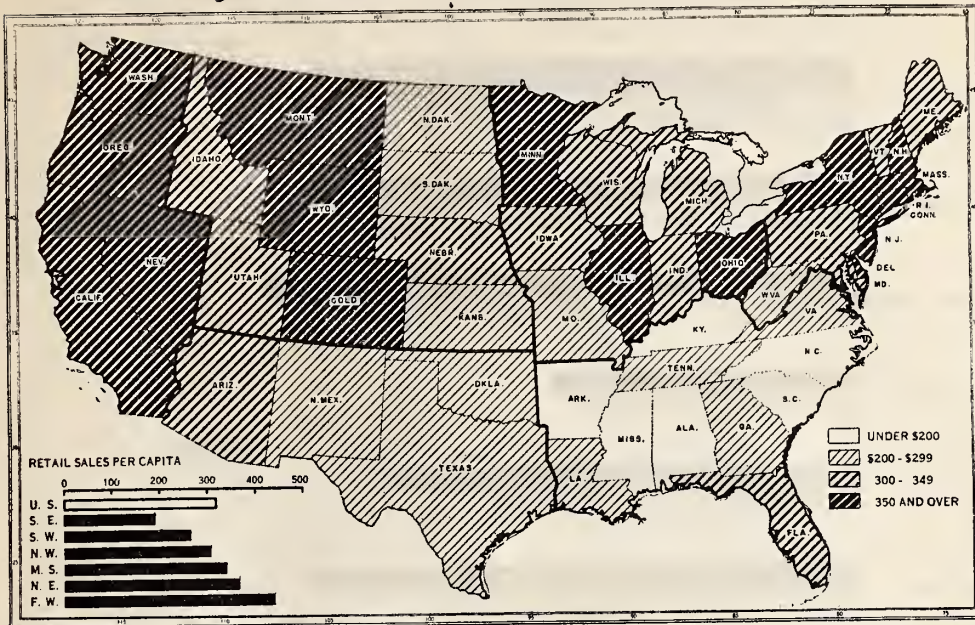 WASH.
MONT.
N.DAK.
MINN.
ME.
OREG.
IDAHO
S.DAK.
WIS.
MICH.
VT.
N.H.
N.Y.
MASS.
R.I.
CONN.
WYO.
NEBR.
IOWA
PA.
N.J.
NEV.
UTAH
COLO.
KANS.
MO.
ILL.
IND.
OHIO
W.VA.
VA.
DEL.
MD.
CALIF.
KY.
N.C.
TENN.
S.C.
ARIZ.
N.MEX.
OKLA.
ARK.
MISS.
ALA.
GA.
TEXAS
LA.
FLA.
UNDER $200
$200 - $299
300 - 349
350 AND OVER
RETAIL SALES PER CAPITA
0 100 200 300 400 500
U. S.
S. E.
S. W.
N. W.
M. S.
N. E.
F. W.